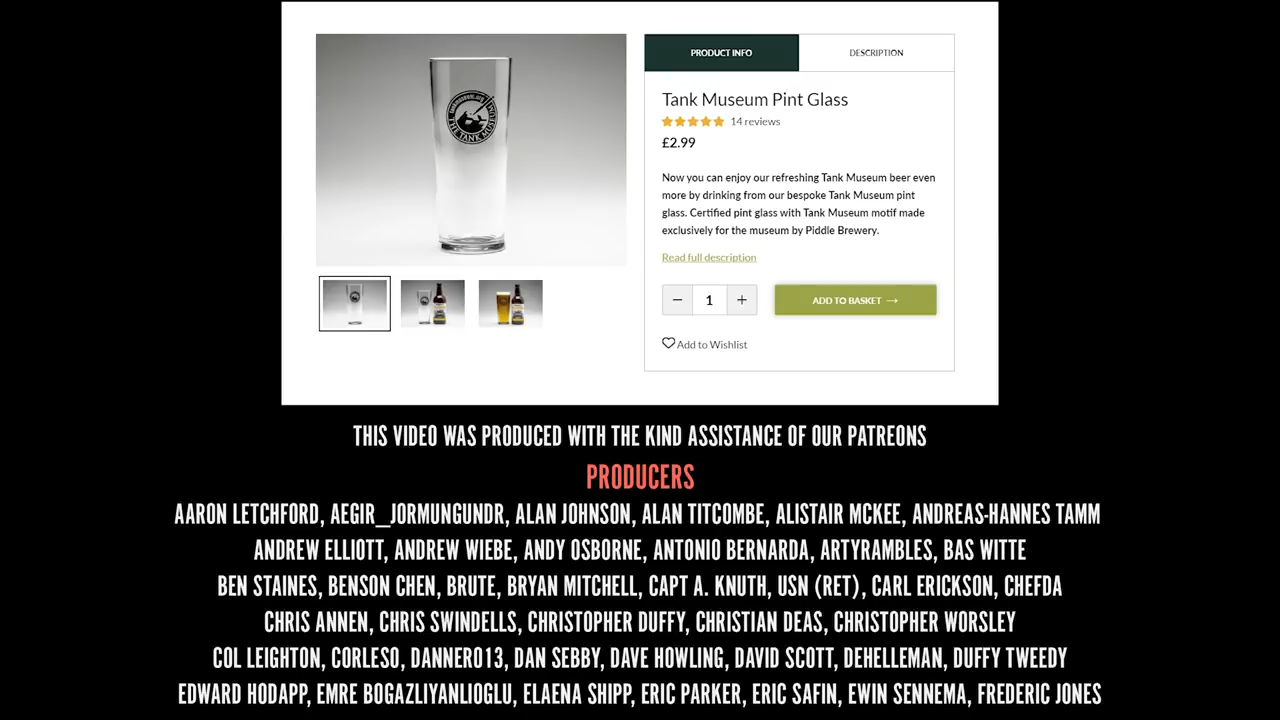 tankmuseum.org
THE TANK MUSEUM
PRODUCT INFO
DESCRIPTION
Tank Museum Pint Glass
14 reviews
£2.99
Now you can enjoy our refreshing Tank Museum beer even
more by drinking from our bespoke Tank Museum pint
glass. Certified pint glass with Tank Museum motif made
exclusively for the museum by Piddle Brewery.
Read full description
− 1 +
ADD TO BASKET →
Add to Wishlist
THIS VIDEO WAS PRODUCED WITH THE KIND ASSISTANCE OF OUR PATREONS
PRODUCERS
AARON LETCHFORD, AEGIR_JORMUNGUNDR, ALAN JOHNSON, ALAN TITCOMBE, ALISTAIR MCKEE, ANDREAS-HANNES TAMM
ANDREW ELLIOTT, ANDREW WIEBE, ANDY OSBORNE, ANTONIO BERNARDA, ARTYRAMBLES, BAS WITTE
BEN STAINES, BENSON CHEN, BRUTE, BRYAN MITCHELL, CAPT A. KNUTH, USN (RET), CARL ERICKSON, CHEFDA
CHRIS ANNEN, CHRIS SWINDELLS, CHRISTOPHER DUFFY, CHRISTIAN DEAS, CHRISTOPHER WORSLEY
COL LEIGHTON, CORLESO, DANNERO13, DAN SEBBY, DAVE HOWLING, DAVID SCOTT, DEHELLEMAN, DUFFY TWEEDY
EDWARD HODAPP, EMRE BOGAZLIYANLIOGLU, ELAENA SHIPP, ERIC PARKER, ERIC SAFIN, EWIN SENNEMA, FREDERIC JONES